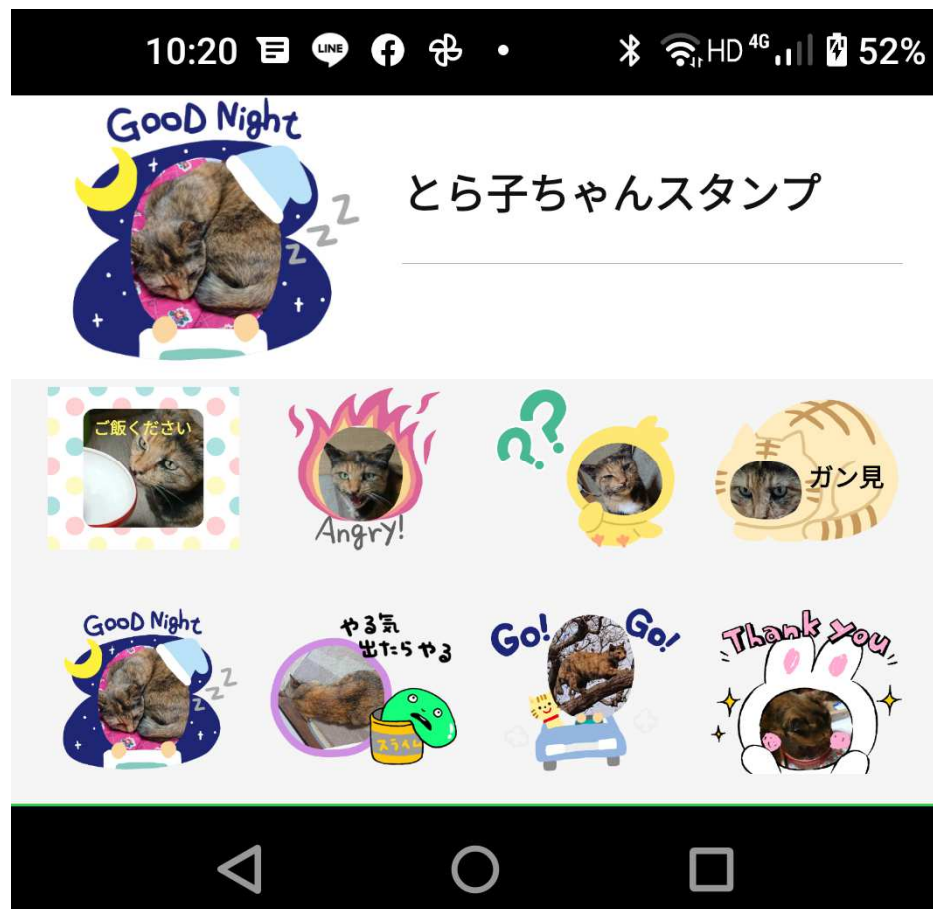 10:20 LINE HD 4G 52%
GooD Night
z z z
とら子ちゃんスタンプ
ご飯ください
Angry!
??
ガン見
GooD Night
z z z
やる気
出たらやる
スライム
Go! Go!
Thank You